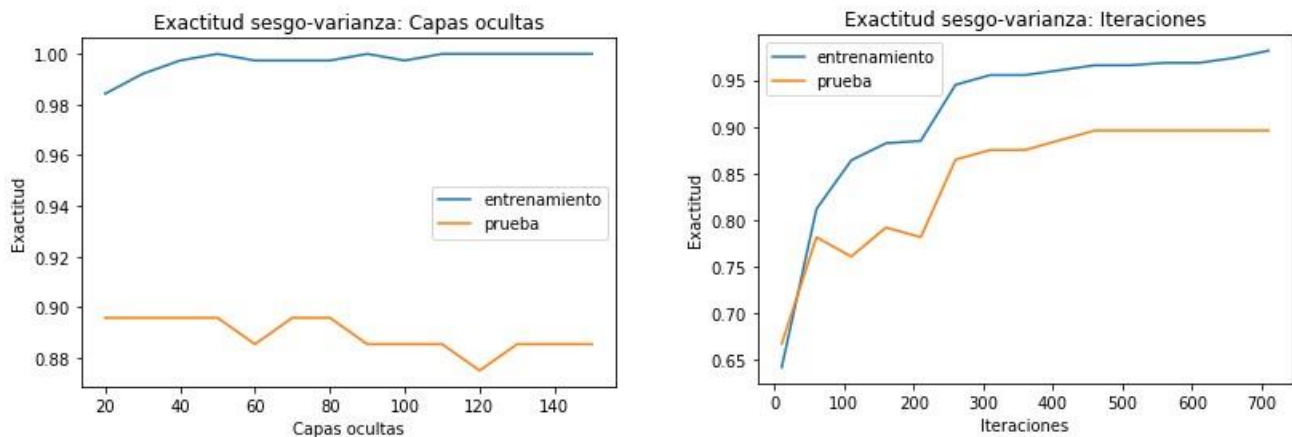 Exactitud sesgo-varianza: Capas ocultas
1.00
0.98
0.96
0.94
0.92
0.90
0.88
Exactitud
entrenamiento
prueba
20 40 60 80 100 120 140
Capas ocultas
Exactitud sesgo-varianza: Iteraciones
entrenamiento
prueba
0.95
0.90
0.85
0.80
0.75
0.70
0.65
Exactitud
0 100 200 300 400 500 600 700
Iteraciones